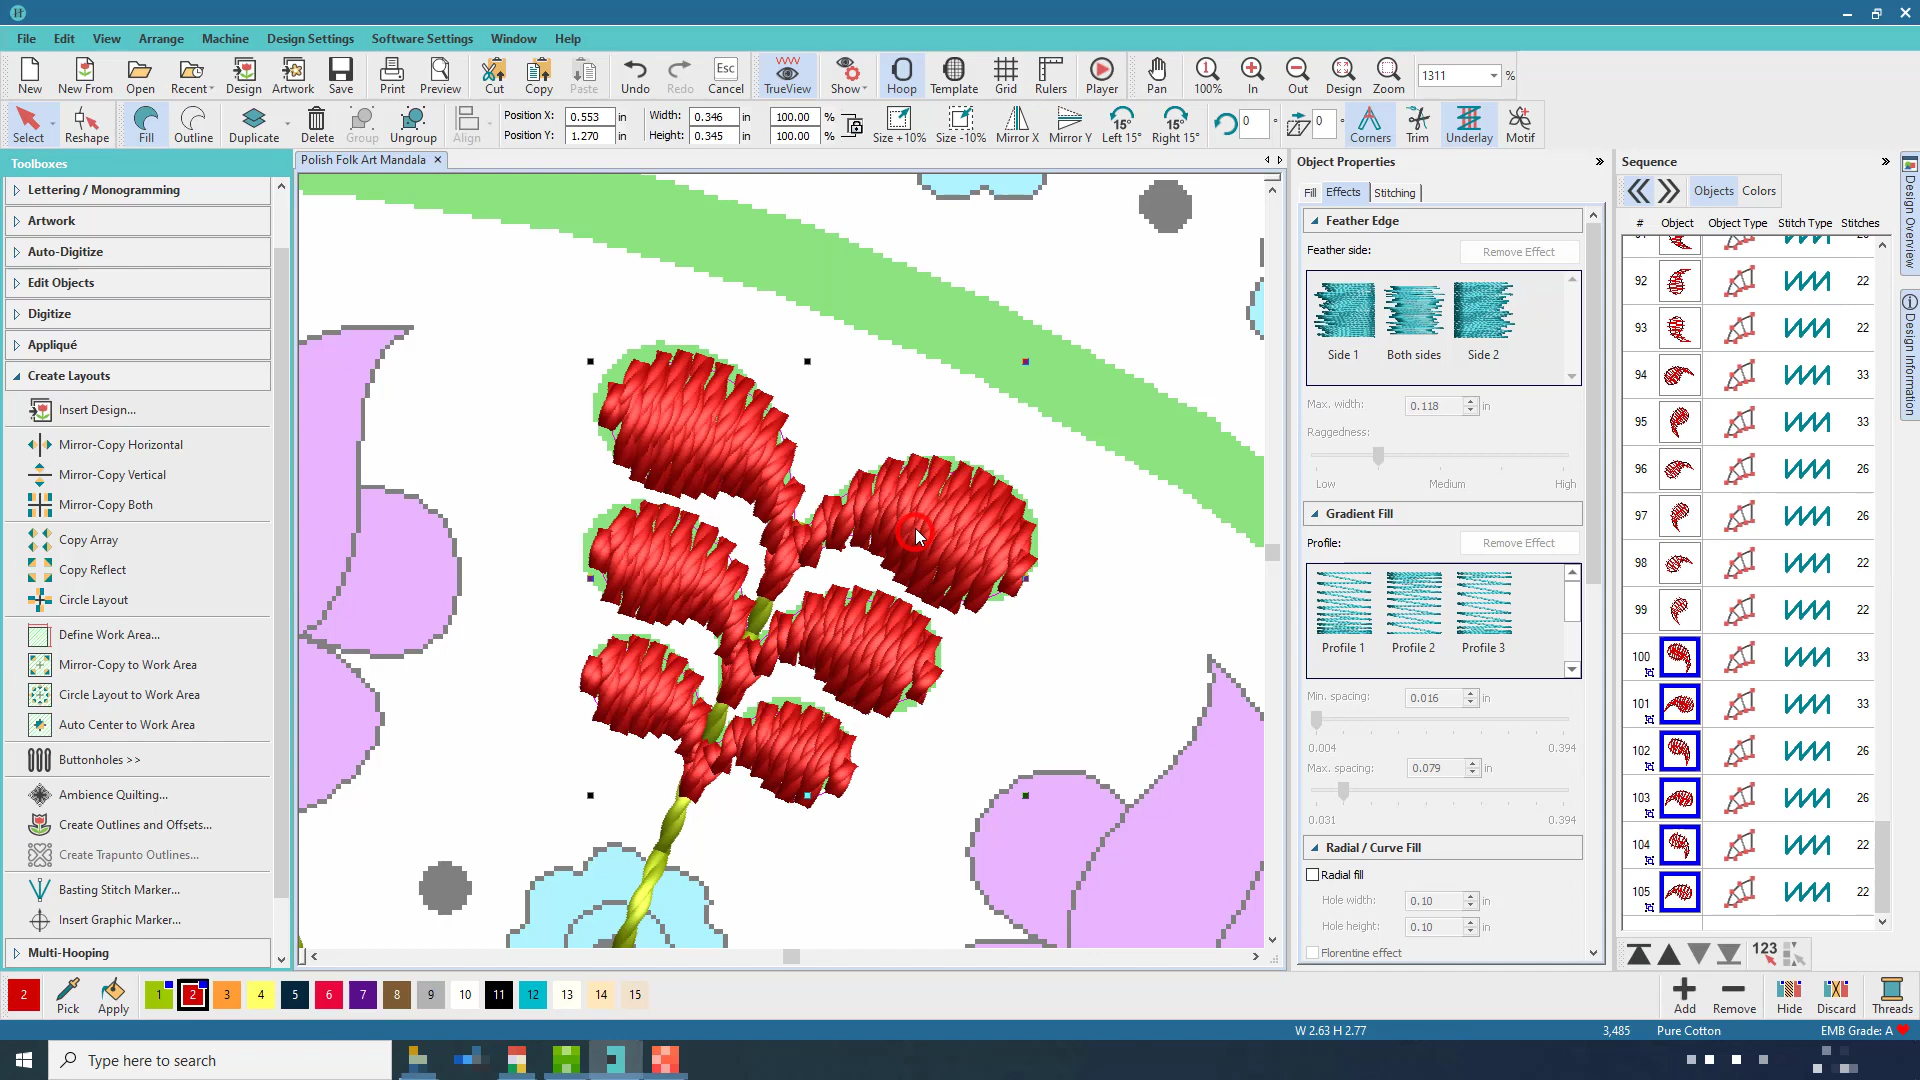 File Edit View Arrange Machine Design Settings Software Settings Window Help
New New From Open Recent Design Artwork Save Print Preview Cut Copy Paste Undo Redo Esc Cancel TrueView Show Hoop Template Grid Rulers Player Pan 1 100% In Out Design Zoom 1311 %
Select Reshape Fill Outline Duplicate Delete Group Ungroup Align
Position X: 0.553 in Width: 0.346 in 100.00 %
Position Y: 1.270 in Height: 0.345 in 100.00 %
Size +10% Size -10% Mirror X Mirror Y 15° Left 15° 15° Right 15° 0 ° 0 ° Corners Trim Underlay Motif
Toolboxes
Lettering / Monogramming
Artwork
Auto-Digitize
Edit Objects
Digitize
Appliqué
Create Layouts
Insert Design...
Mirror-Copy Horizontal
Mirror-Copy Vertical
Mirror-Copy Both
Copy Array
Copy Reflect
Circle Layout
Define Work Area...
Mirror-Copy to Work Area
Circle Layout to Work Area
Auto Center to Work Area
Buttonholes >>
Ambience Quilting...
Create Outlines and Offsets...
Create Trapunto Outlines...
Basting Stitch Marker...
Insert Graphic Marker...
Multi-Hooping
Polish Folk Art Mandala
Object Properties
Fill Effects Stitching
Feather Edge
Feather side: Remove Effect
Side 1 Both sides Side 2
Max. width: 0.118 in
Raggedness:
Low Medium High
Gradient Fill
Profile: Remove Effect
Profile 1 Profile 2 Profile 3
Min. spacing: 0.016 in
0.004 0.394
Max. spacing: 0.079 in
0.031 0.394
Radial / Curve Fill
Radial fill
Hole width: 0.10 in
Hole height: 0.10 in
Florentine effect
Sequence
Objects Colors
# Object Object Type Stitch Type Stitches
92 22
93 22
94 33
95 33
96 26
97 26
98 22
99 22
100 33
101 33
102 26
103 26
104 22
105 22
123
Design Overview
Design Information
2 Pick Apply 1 2 3 4 5 6 7 8 9 10 11 12 13 14 15
Add Remove Hide Discard Threads
W 2.63 H 2.77 3,485 Pure Cotton EMB Grade: A
Type here to search